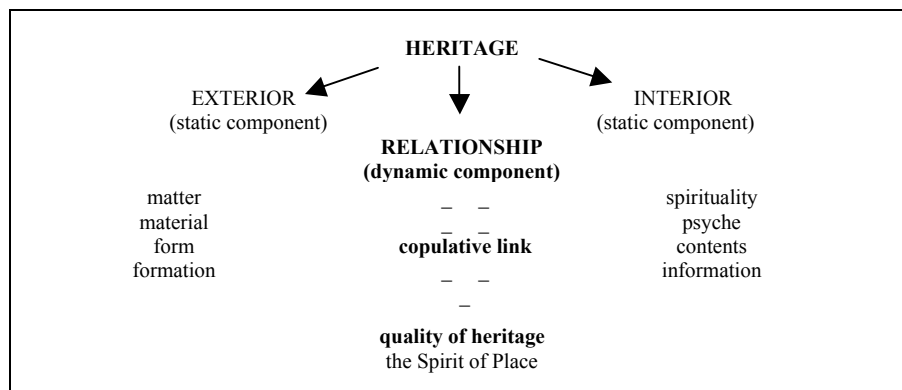 HERITAGE
EXTERIOR
(static component)
INTERIOR
(static component)
RELATIONSHIP
(dynamic component)
matter
material
form
formation
_ _
_ _
copulative link
_ _
_
quality of heritage
the Spirit of Place
spirituality
psyche
contents
information